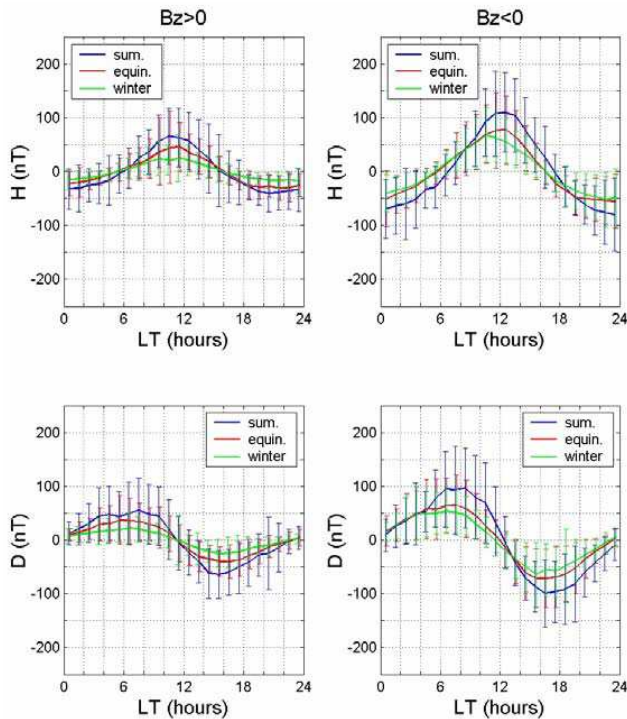 Bz>0
Bz<0
200
100
0
-100
-200
H (nT)
sum.
equin.
winter
0 6 12 18 24
LT (hours)
200
100
0
-100
-200
H (nT)
sum.
equin.
winter
0 6 12 18 24
LT (hours)
200
100
0
-100
-200
D (nT)
sum.
equin.
winter
0 6 12 18 24
LT (hours)
200
100
0
-100
-200
D (nT)
sum.
equin.
winter
0 6 12 18 24
LT (hours)